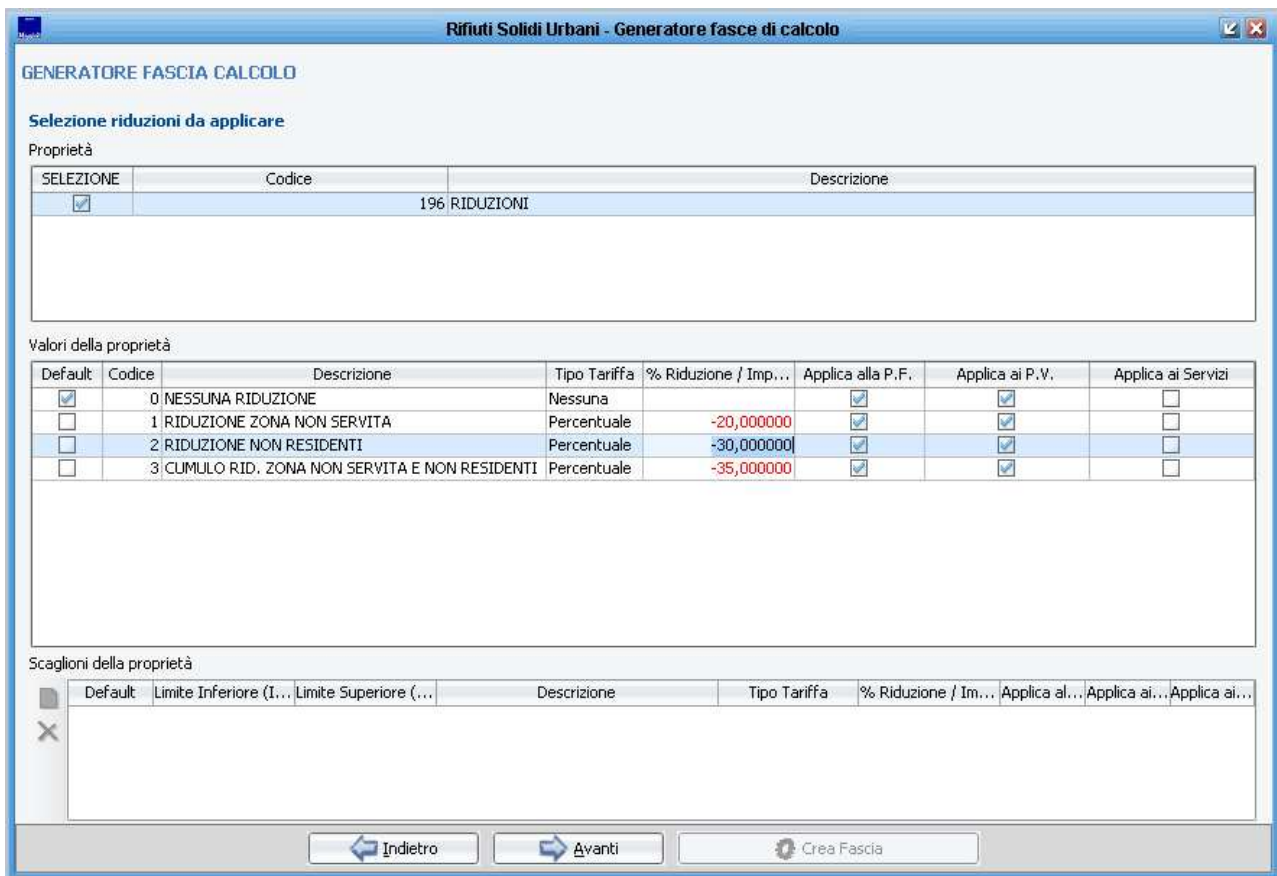 Rifiuti Solidi Urbani - Generatore fasce di calcolo
GENERATORE FASCIA CALCOLO
Selezione riduzioni da applicare
Proprietà
SELEZIONE Codice Descrizione
196 RIDUZIONI
Valori della proprietà
Default Codice Descrizione Tipo Tariffa % Riduzione / Imp... Applica alla P.F. Applica ai P.V. Applica ai Servizi
0 NESSUNA RIDUZIONE Nessuna
1 RIDUZIONE ZONA NON SERVITA Percentuale -20,000000
2 RIDUZIONE NON RESIDENTI Percentuale -30,000000
3 CUMULO RID. ZONA NON SERVITA E NON RESIDENTI Percentuale -35,000000
Scaglioni della proprietà
Default Limite Inferiore (I... Limite Superiore (... Descrizione Tipo Tariffa % Riduzione / Im... Applica al... Applica ai... Applica ai...
Indietro Avanti Crea Fascia